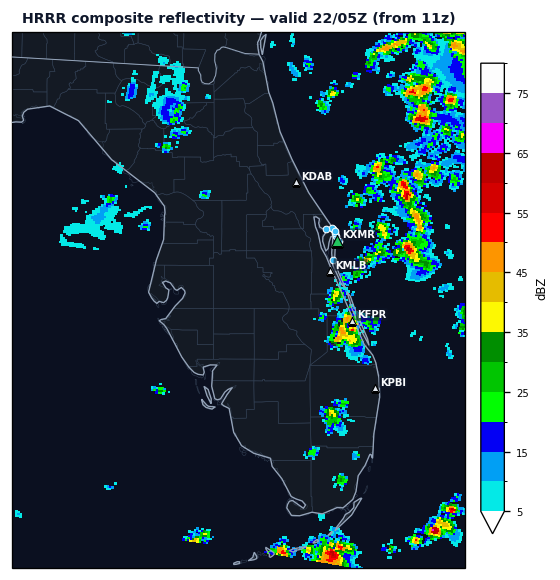 HRRR composite reflectivity — valid 22/05Z (from 11z)
KDAB
KXMR
KMLB
KFPR
KPBI
75
65
55
45
35
25
15
5
dBZ